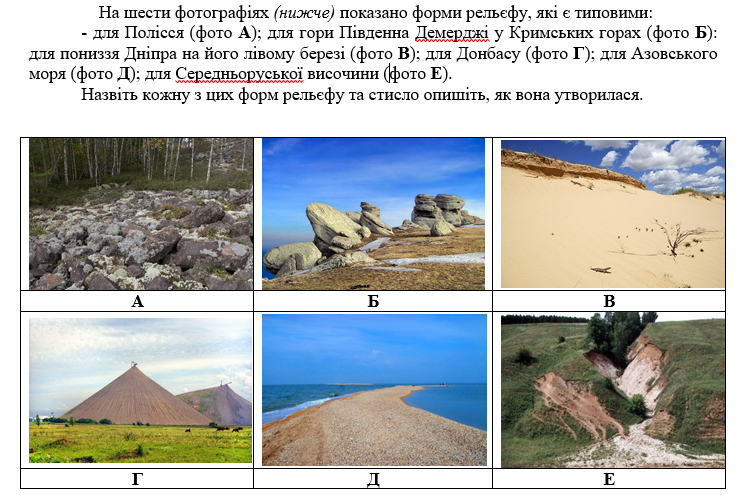 На шести фотографіях (нижче) показано форми рельєфу, які є типовими:
- для Полісся (фото А); для гори Південна Демерджі у Кримських горах (фото Б):
для пониззя Дніпра на його лівому березі (фото В); для Донбасу (фото Г); для Азовського
моря (фото Д); для Середньоруської височини (фото Е).
Назвіть кожну з цих форм рельєфу та стисло опишіть, як вона утворилася.
А
Б
В
Г
Д
Е